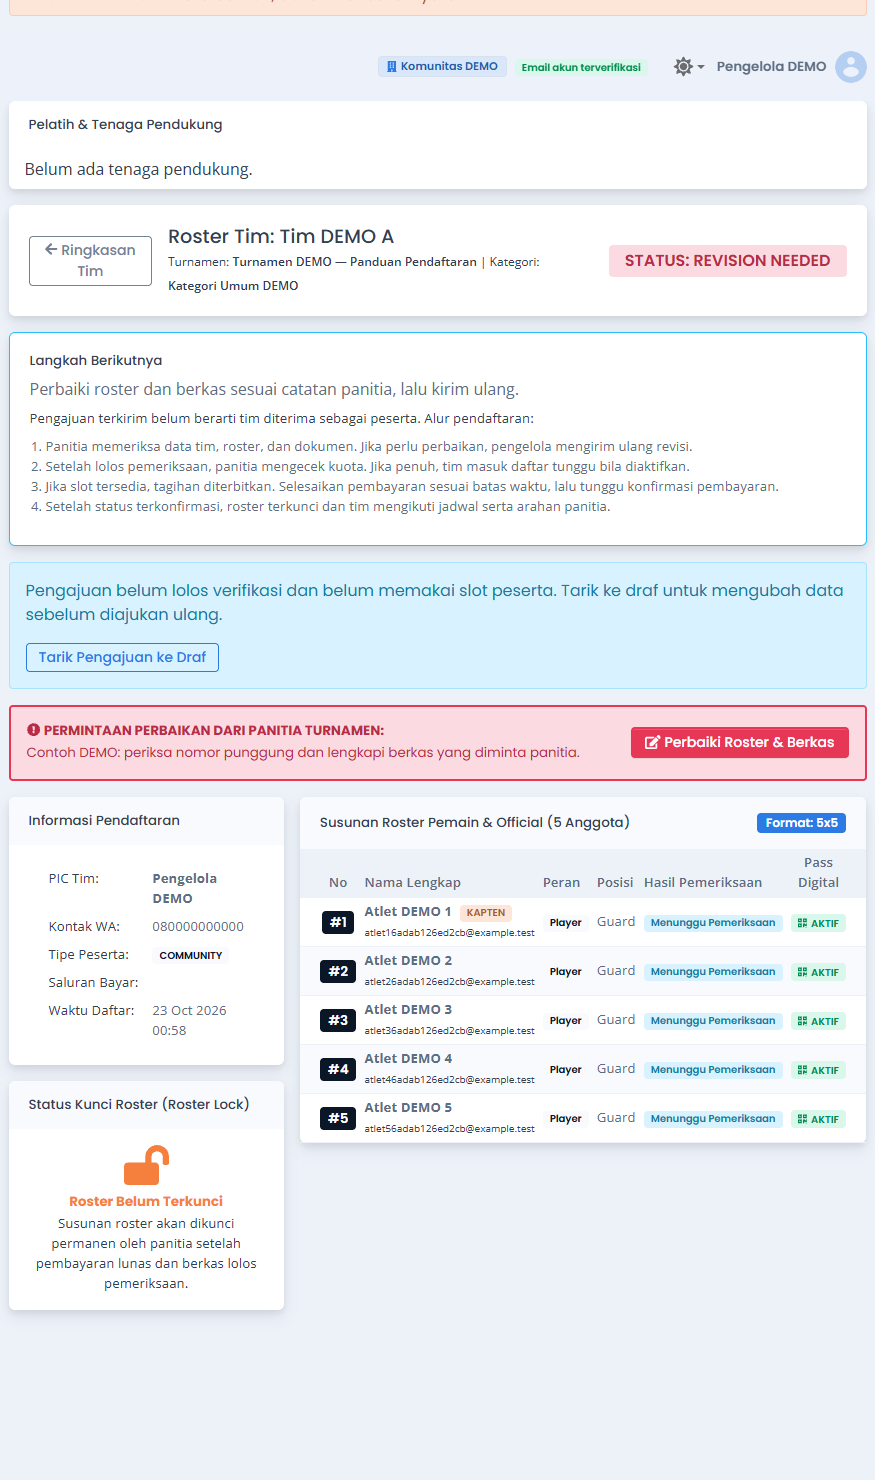 Komunitas DEMO
Email akun terverifikasi
Pengelola DEMO
Pelatih & Tenaga Pendukung
Belum ada tenaga pendukung.
Ringkasan
Tim
Roster Tim: Tim DEMO A
Turnamen: Turnamen DEMO — Panduan Pendaftaran | Kategori:
Kategori Umum DEMO
STATUS: REVISION NEEDED
Langkah Berikutnya
Perbaiki roster dan berkas sesuai catatan panitia, lalu kirim ulang.
Pengajuan terkirim belum berarti tim diterima sebagai peserta. Alur pendaftaran:
1. Panitia memeriksa data tim, roster, dan dokumen. Jika perlu perbaikan, pengelola mengirim ulang revisi.
2. Setelah lolos pemeriksaan, panitia mengecek kuota. Jika penuh, tim masuk daftar tunggu bila diaktifkan.
3. Jika slot tersedia, tagihan diterbitkan. Selesaikan pembayaran sesuai batas waktu, lalu tunggu konfirmasi pembayaran.
4. Setelah status terkonfirmasi, roster terkunci dan tim mengikuti jadwal serta arahan panitia.
Pengajuan belum lolos verifikasi dan belum memakai slot peserta. Tarik ke draf untuk mengubah data
sebelum diajukan ulang.
Tarik Pengajuan ke Draf
PERMINTAAN PERBAIKAN DARI PANITIA TURNAMEN:
Contoh DEMO: periksa nomor punggung dan lengkapi berkas yang diminta panitia.
Perbaiki Roster & Berkas
Informasi Pendaftaran
PIC Tim: Pengelola
DEMO
Kontak WA: 080000000000
Tipe Peserta: COMMUNITY
Saluran Bayar:
Waktu Daftar: 23 Oct 2026
00:58
Status Kunci Roster (Roster Lock)
Roster Belum Terkunci
Susunan roster akan dikunci
permanen oleh panitia setelah
pembayaran lunas dan berkas lolos
pemeriksaan.
Susunan Roster Pemain & Official (5 Anggota)
Format: 5x5
No Nama Lengkap Peran Posisi Hasil Pemeriksaan Pass
Digital
#1 Atlet DEMO 1 KAPTEN Player Guard Menunggu Pemeriksaan AKTIF
atlet16adab126ed2cb@example.test
#2 Atlet DEMO 2 Player Guard Menunggu Pemeriksaan AKTIF
atlet26adab126ed2cb@example.test
#3 Atlet DEMO 3 Player Guard Menunggu Pemeriksaan AKTIF
atlet36adab126ed2cb@example.test
#4 Atlet DEMO 4 Player Guard Menunggu Pemeriksaan AKTIF
atlet46adab126ed2cb@example.test
#5 Atlet DEMO 5 Player Guard Menunggu Pemeriksaan AKTIF
atlet56adab126ed2cb@example.test